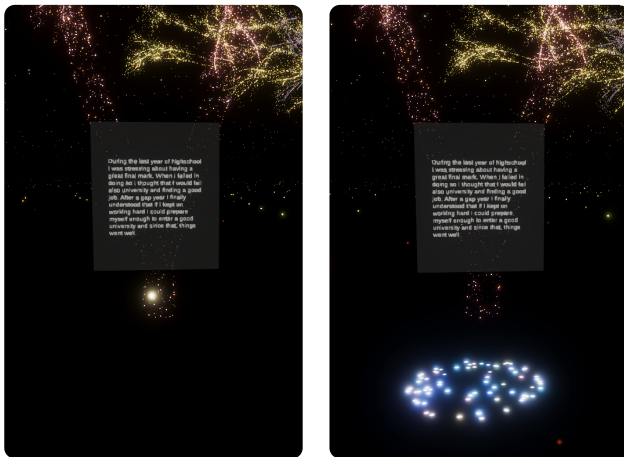 During the last year of highschool
I was stressing about having a
great final mark. When I failed in
doing so I thought that I would fail
also university and finding a good
job. After a gap year I finally
understood that if I kept on
working hard I could prepare
myself enough to enter a good
university and since that, things
went well.
During the last year of highschool
I was stressing about having a
great final mark. When I failed in
doing so I thought that I would fail
also university and finding a good
job. After a gap year I finally
understood that if I kept on
working hard I could prepare
myself enough to enter a good
university and since that, things
went well.